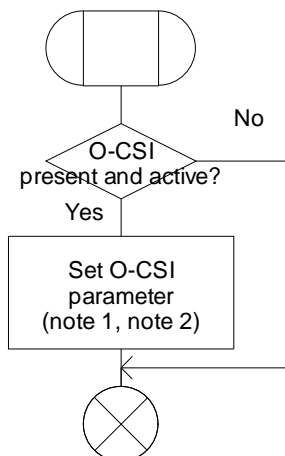 O-CSI
present and active?
No
Yes
Set O-CSI
parameter
(note 1, note 2)